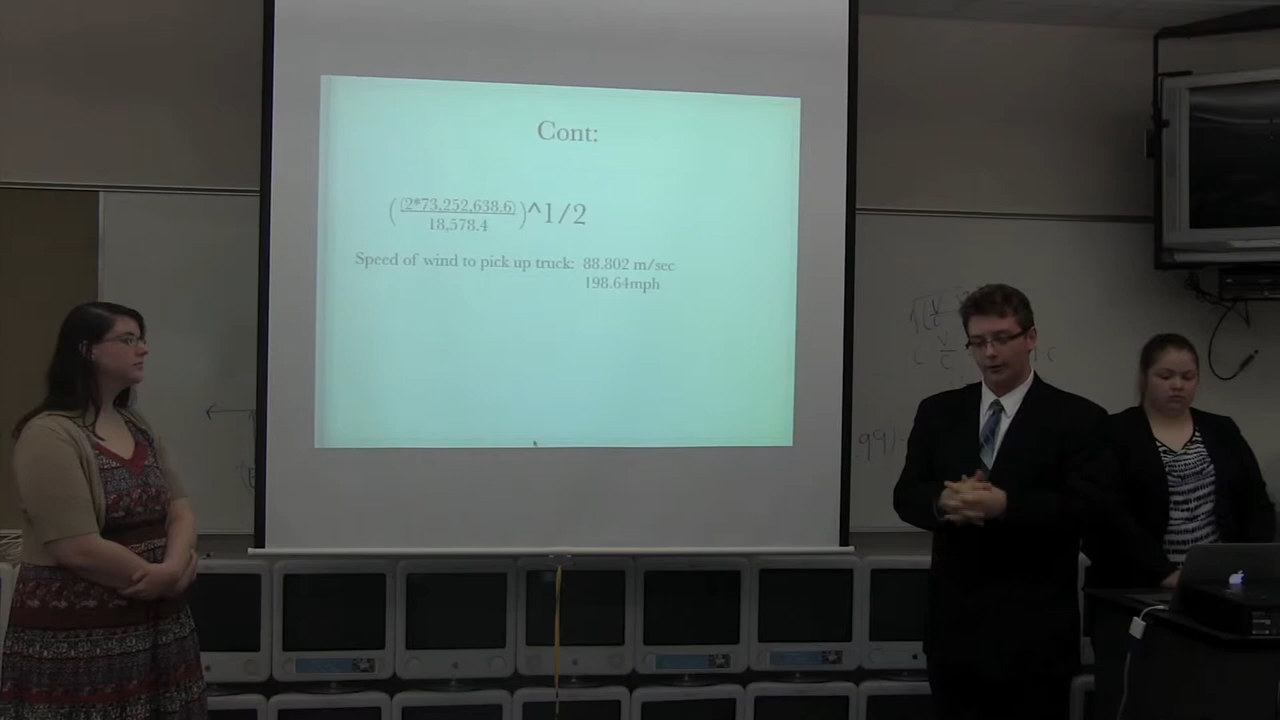 Cont:
((2*73,252,638.6)
18,578.4)^1/2
Speed of wind to pick up truck: 88.802 m/sec
198.64mph
99)